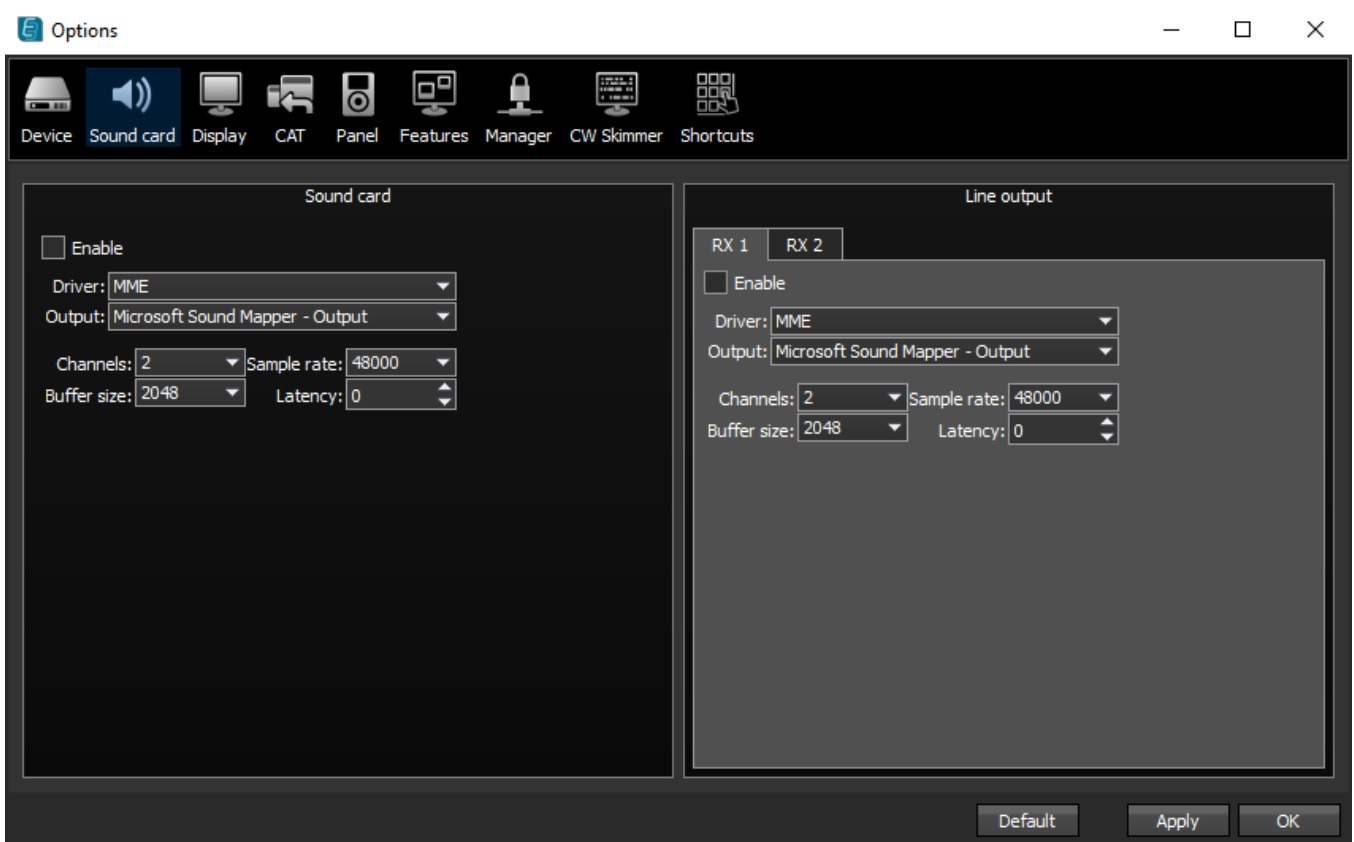 Options
Device Sound card Display CAT Panel Features Manager CW Skimmer Shortcuts
Sound card
Enable
Driver: MME
Output: Microsoft Sound Mapper - Output
Channels: 2 Sample rate: 48000
Buffer size: 2048 Latency: 0
Line output
RX 1 RX 2
Enable
Driver: MME
Output: Microsoft Sound Mapper - Output
Channels: 2 Sample rate: 48000
Buffer size: 2048 Latency: 0
Default Apply OK